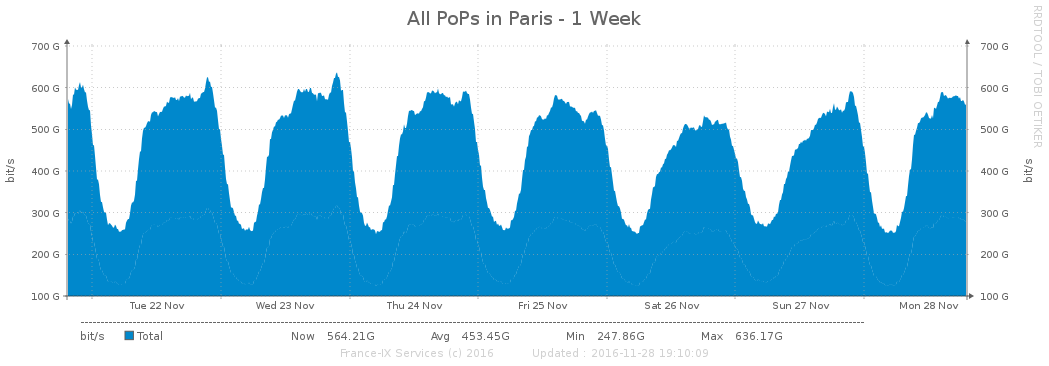 All PoPs in Paris - 1 Week
RRDTOOL / TOBI OETIKER
bit/s
700 G
600 G
500 G
400 G
300 G
200 G
100 G
700 G
600 G
500 G
400 G
300 G
200 G
100 G
bit/s
Tue 22 Nov Wed 23 Nov Thu 24 Nov Fri 25 Nov Sat 26 Nov Sun 27 Nov Mon 28 Nov
bit/s Total Now 564.21G Avg 453.45G Min 247.86G Max 636.17G
France-IX Services (c) 2016 Updated : 2016-11-28 19:10:09